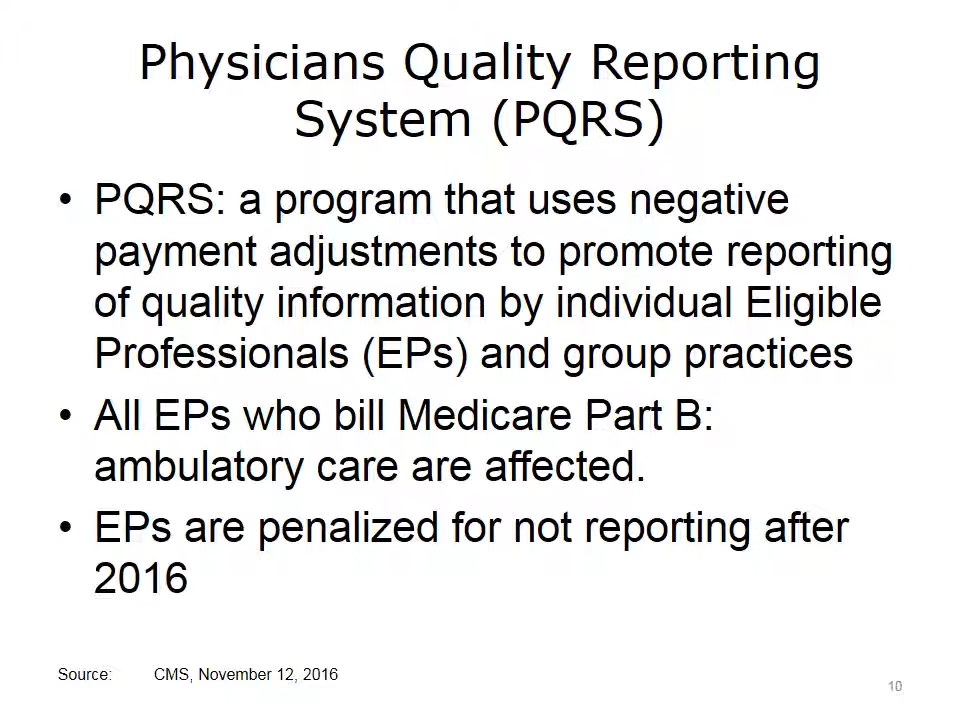 Physicians Quality Reporting
System (PQRS)
• PQRS: a program that uses negative
payment adjustments to promote reporting
of quality information by individual Eligible
Professionals (EPs) and group practices
• All EPs who bill Medicare Part B:
ambulatory care are affected.
• EPs are penalized for not reporting after
2016
Source: CMS, November 12, 2016
10